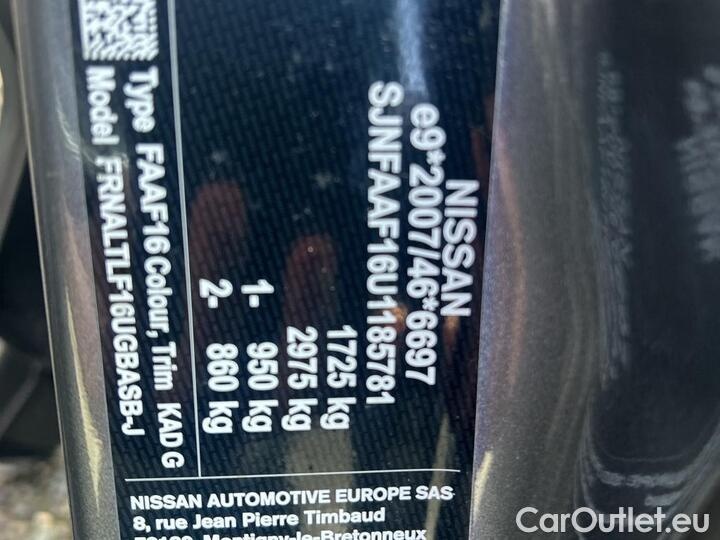 NISSAN
e9*2007/46*6697
SJNFAAF16U1185781
1725 kg
2975 kg
1- 950 kg
2- 860 kg
Type FAAF16 Colour, Trim KAD G
Model FRNALTLF16UGBASB-J
NISSAN AUTOMOTIVE EUROPE SAS
8, rue Jean Pierre Timbaud
Montigny-le-Bretonneux
CarOutlet.eu